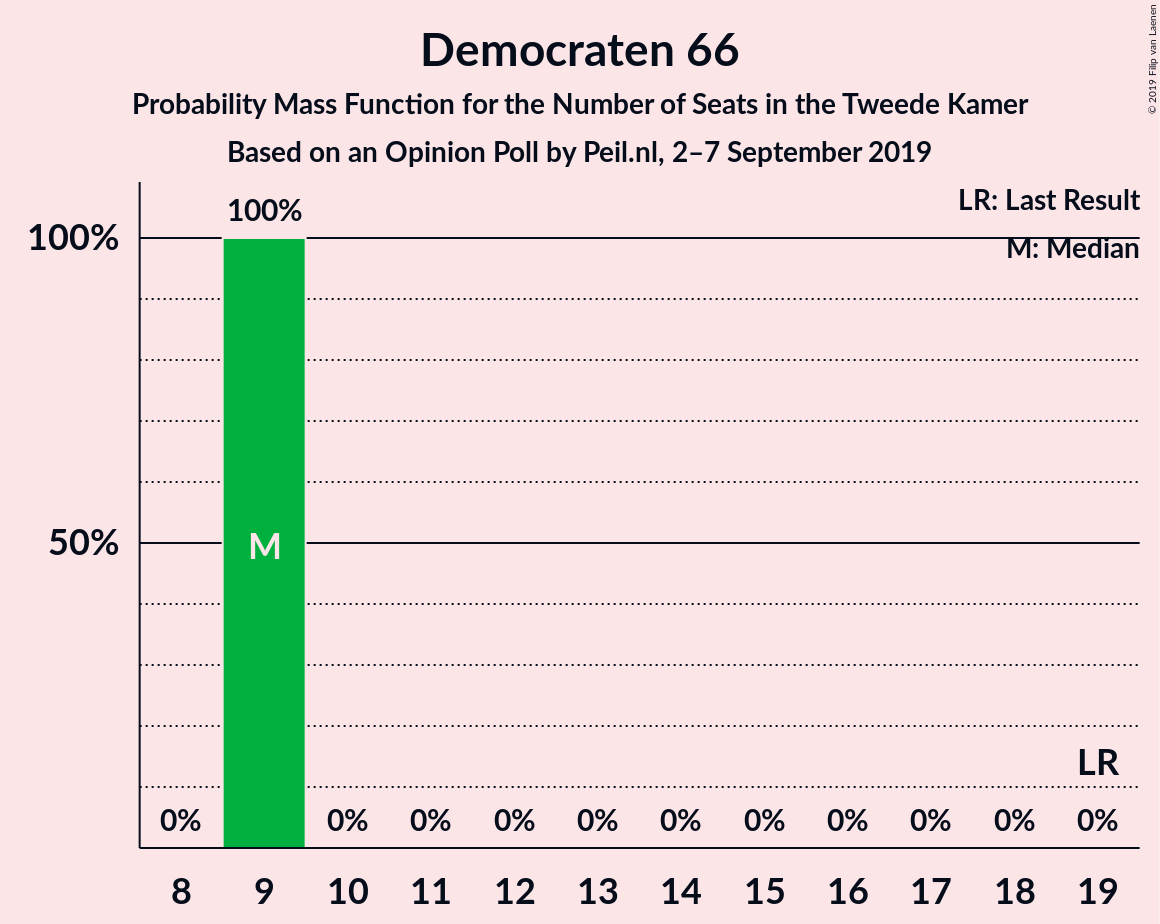 Democraten 66
Probability Mass Function for the Number of Seats in the Tweede Kamer
Based on an Opinion Poll by Peil.nl, 2–7 September 2019
© 2019 Filip van Laenen
LR: Last Result
M: Median
100%
100%
50%
M
LR
0% 0% 0% 0% 0% 0% 0% 0% 0% 0% 0%
8 9 10 11 12 13 14 15 16 17 18 19